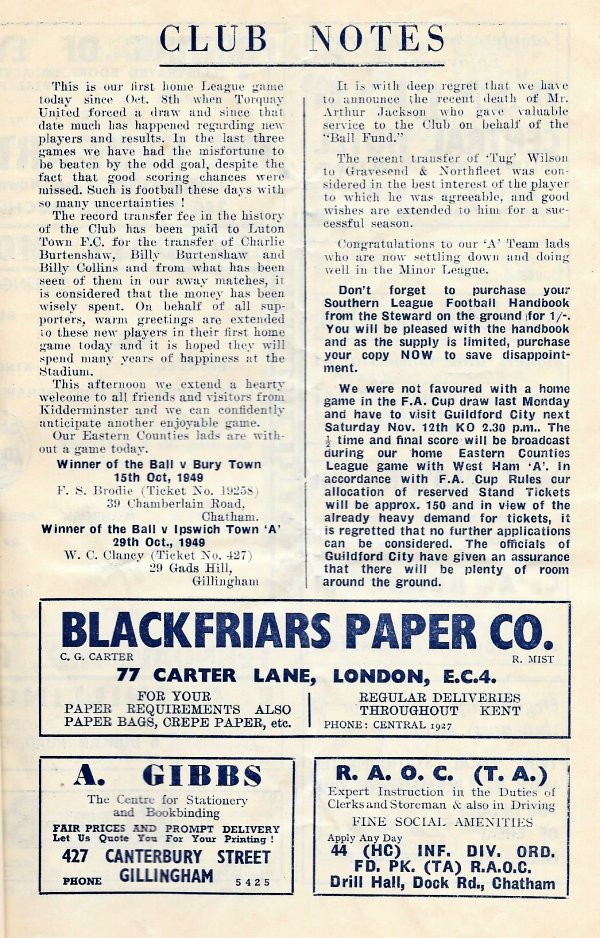 CLUB NOTES
This is our first home League game
today since Oct. 8th when Torquay
United forced a draw and since that
date much has happened regarding new
players and results. In the last three
games we have had the misfortune to
be beaten by the odd goal, despite the
fact that good scoring chances were
missed. Such is football these days with
so many uncertainties !
The record transfer fee in the history
of the Club has been paid to Luton
Town F.C. for the transfer of Charlie
Burtenshaw, Billy Burtenshaw and
Billy Collins and from what has been
seen of them in our away matches, it
is considered that the money has been
wisely spent. On behalf of all sup-
porters, warm greetings are extended
to these new players in their first home
game today and it is hoped they will
spend many years of happiness at the
Stadium.
This afternoon we extend a hearty
welcome to all friends and visitors from
Kidderminster and we can confidently
anticipate another enjoyable game.
Our Eastern Counties lads are with-
out a game today.
Winner of the Ball v Bury Town
15th Oct, 1949
F. S. Brodie (Ticket No. 19258)
39 Chamberlain Road,
Chatham.
Winner of the Ball v Ipswich Town 'A'
29th Oct., 1949
W. C. Clancy (Ticket No. 427)
29 Gads Hill,
Gillingham
It is with deep regret that we have
to announce the recent death of Mr.
Arthur Jackson who gave valuable
service to the Club on behalf of the
"Ball Fund."
The recent transfer of 'Tug' Wilson
to Gravesend & Northfleet was con-
sidered in the best interest of the player
to which he was agreeable, and good
wishes are extended to him for a suc-
cessful season.
Congratulations to our 'A' Team lads
who are now settling down and doing
well in the Minor League.
Don't forget to purchase your
Southern League Football Handbook
from the Steward on the ground for 1/-.
You will be pleased with the handbook
and as the supply is limited, purchase
your copy NOW to save disappoint-
ment.
We were not favoured with a home
game in the F.A. Cup draw last Monday
and have to visit Guildford City next
Saturday Nov. 12th KO 2.30 p.m.. The
½ time and final score will be broadcast
during our home Eastern Counties
League game with West Ham 'A'. In
accordance with F.A. Cup Rules our
allocation of reserved Stand Tickets
will be approx. 150 and in view of the
already heavy demand for tickets, it
is regretted that no further applications
can be considered. The officials of
Guildford City have given an assurance
that there will be plenty of room
around the ground.
BLACKFRIARS PAPER CO.
C. G. CARTER R. MIST
77 CARTER LANE, LONDON, E.C.4.
FOR YOUR
PAPER REQUIREMENTS ALSO
PAPER BAGS, CREPE PAPER, etc.
REGULAR DELIVERIES
THROUGHOUT KENT
PHONE: CENTRAL 1927
A. GIBBS
The Centre for Stationery
and Bookbinding
FAIR PRICES AND PROMPT DELIVERY
Let Us Quote You For Your Printing !
427 CANTERBURY STREET
GILLINGHAM
PHONE 5425
R. A. O. C. (T. A.)
Expert Instruction in the Duties of
Clerks and Storeman & also in Driving
FINE SOCIAL AMENITIES
Apply Any Day
44 (HC) INF. DIV. ORD.
FD. PK. (TA) R.A.O.C.
Drill Hall, Dock Rd., Chatham